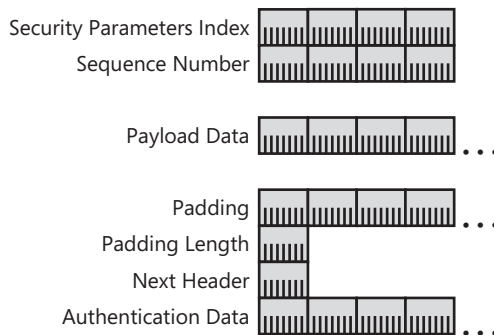 Security Parameters Index
Sequence Number
Payload Data
...
Padding
...
Padding Length
Next Header
Authentication Data
...